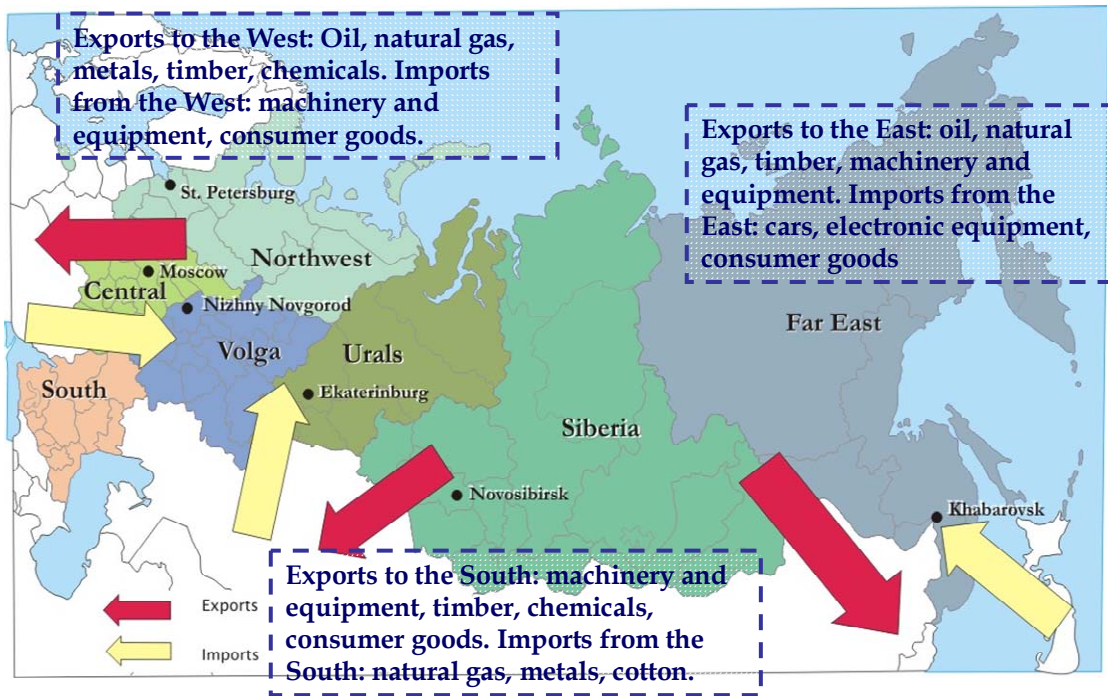 Exports to the West: Oil, natural gas,
metals, timber, chemicals. Imports
from the West: machinery and
equipment, consumer goods.
Exports to the East: oil, natural
gas, timber, machinery and
equipment. Imports from the
East: cars, electronic equipment,
consumer goods
St. Petersburg
Northwest
Moscow
Central
Nizhny Novgorod
Far East
Volga
Urals
South
Ekaterinburg
Siberia
Novosibirsk
Khabarovsk
Exports to the South: machinery and
equipment, timber, chemicals,
consumer goods. Imports from the
South: natural gas, metals, cotton.
Exports
Imports